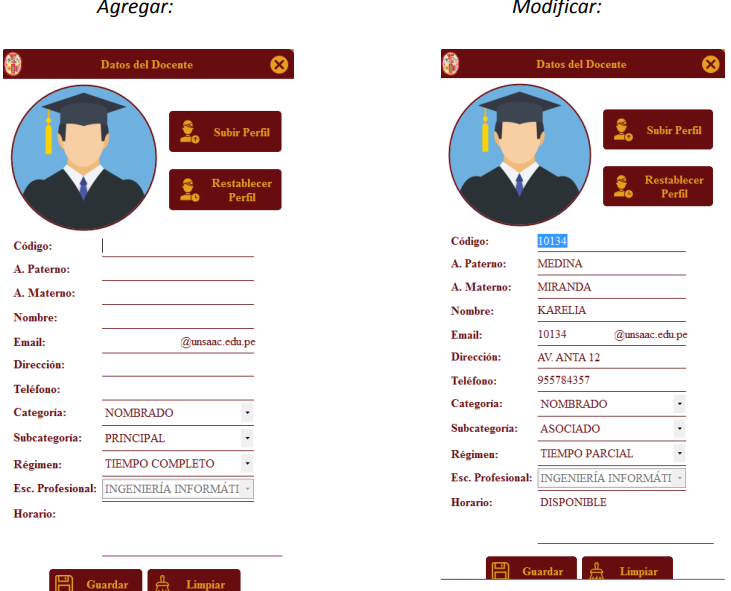 Agregar:
Datos del Docente
Subir Perfil
Restablecer
Perfil
Código:
A. Paterno:
A. Materno:
Nombre:
Email: @unsaac.edu.pe
Dirección:
Teléfono:
Categoría: NOMBRADO
Subcategoría: PRINCIPAL
Régimen: TIEMPO COMPLETO
Esc. Profesional: INGENIERÍA INFORMÁTI
Horario:
Guardar Limpiar
Modificar:
Datos del Docente
Subir Perfil
Restablecer
Perfil
Código: 10134
A. Paterno: MEDINA
A. Materno: MIRANDA
Nombre: KARELIA
Email: 10134 @unsaac.edu.pe
Dirección: AV. ANTA 12
Teléfono: 955784357
Categoría: NOMBRADO
Subcategoría: ASOCIADO
Régimen: TIEMPO PARCIAL
Esc. Profesional: INGENIERÍA INFORMÁTI
Horario: DISPONIBLE
Guardar Limpiar